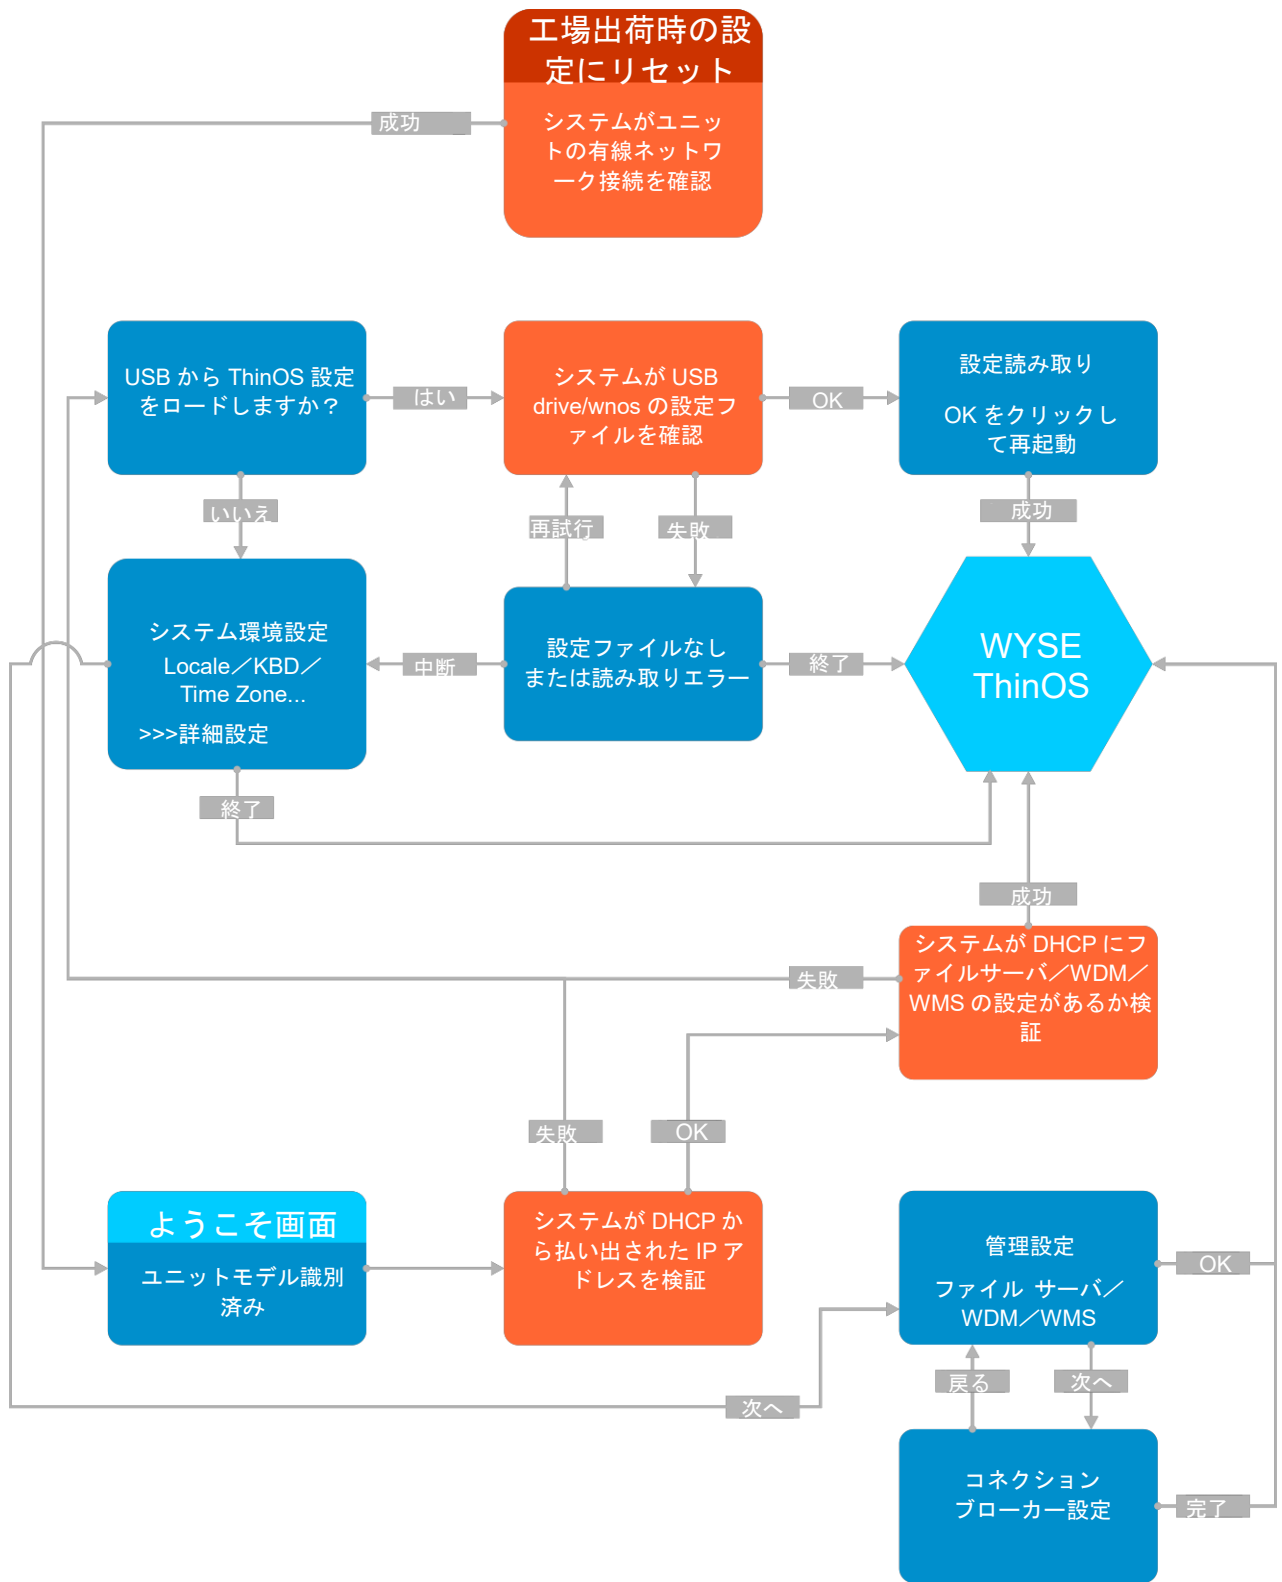 工場出荷時の設
定にリセット
システムがユニッ
トの有線ネットワ
ーク接続を確認
成功
USB から ThinOS 設定
をロードしますか？
はい
システムが USB
drive/wnos の設定フ
ァイルを確認
OK
設定読み取り
OK をクリックし
て再起動
いいえ
再試行
失敗
成功
システム環境設定
Locale／KBD／
Time Zone...
>>>詳細設定
中断
設定ファイルなし
または読み取りエラー
終了
WYSE
ThinOS
終了
成功
システムが DHCP にフ
ァイルサーバ／WDM／
WMS の設定があるか検
証
失敗
失敗
OK
ようこそ画面
ユニットモデル識別
済み
システムが DHCP か
ら払い出された IP ア
ドレスを検証
管理設定
ファイル サーバ／
WDM／WMS
OK
戻る
次へ
次へ
コネクション
ブローカー設定
完了